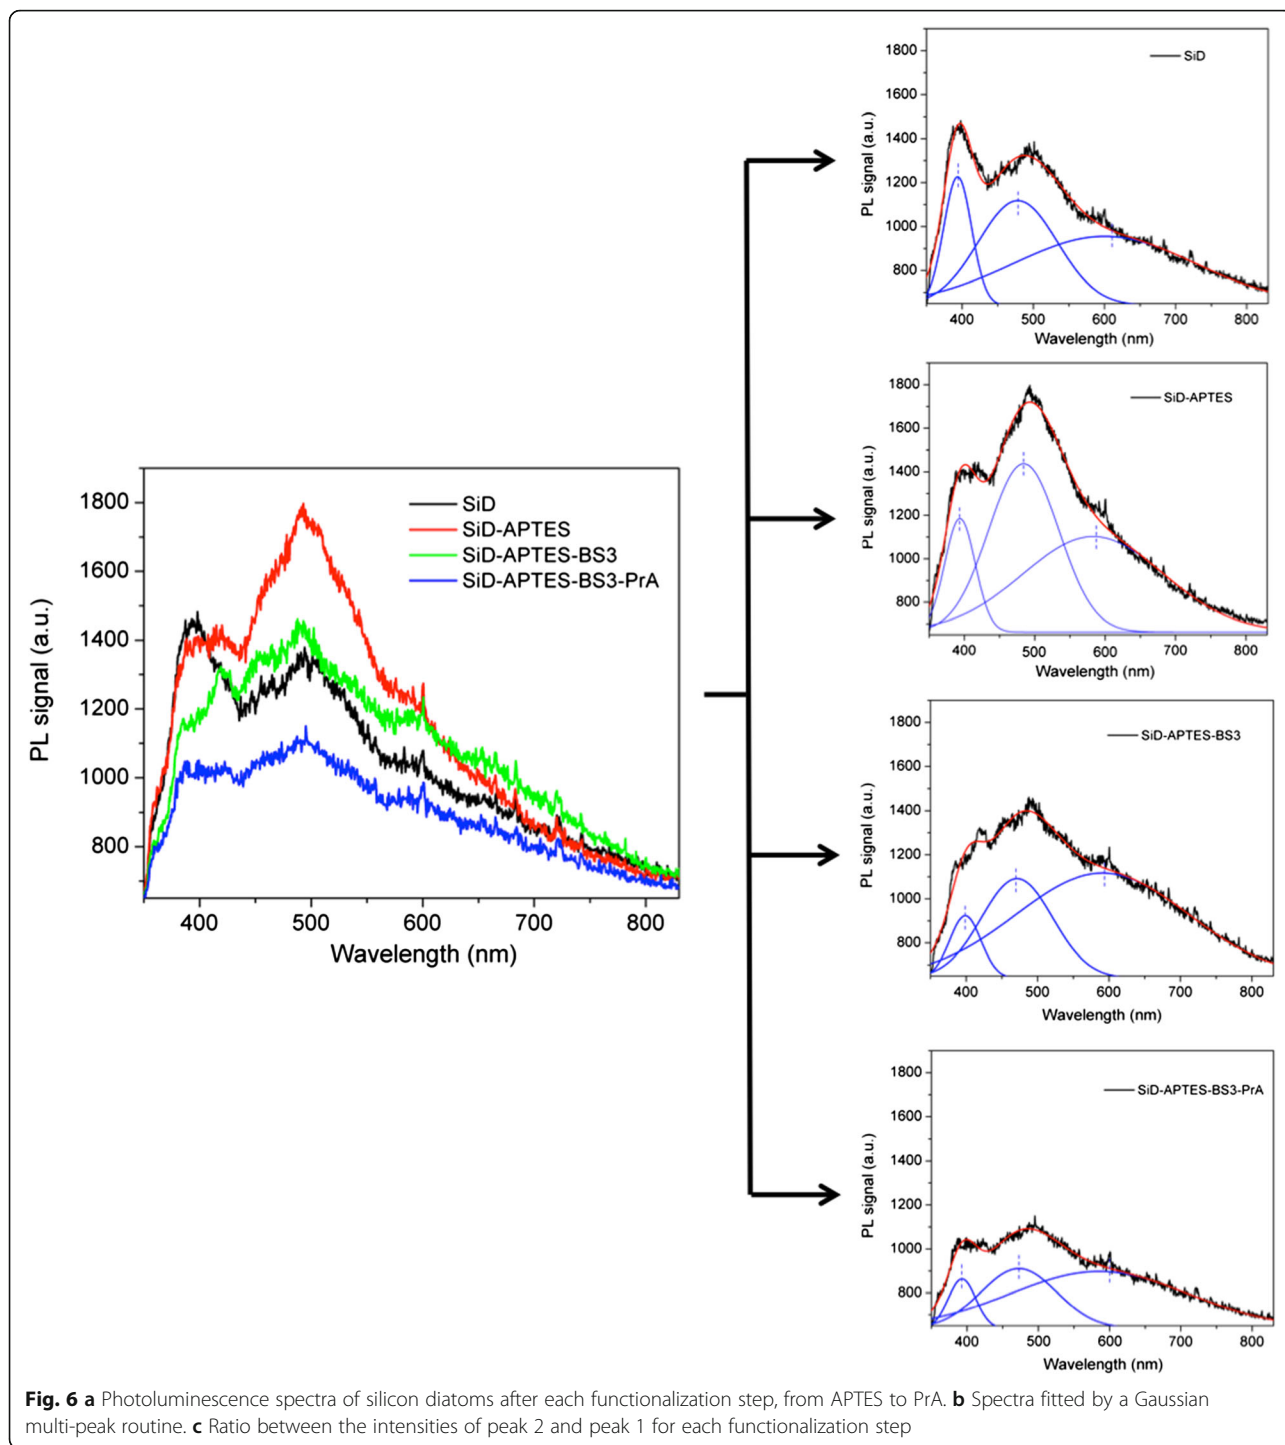 1800
1600
1400
1200
1000
800
PL signal (a.u.)
400 500 600 700 800
Wavelength (nm)
SiD
SiD-APTES
SiD-APTES-BS3
SiD-APTES-BS3-PrA
1800
1600
1400
1200
1000
800
PL signal (a.u.)
SiD
400 500 600 700 800
Wavelength (nm)
1800
1600
1400
1200
1000
800
PL signal (a.u.)
SiD-APTES
400 500 600 700 800
Wavelength (nm)
1800
1600
1400
1200
1000
800
PL signal (a.u.)
SiD-APTES-BS3
400 500 600 700 800
Wavelength (nm)
1800
1600
1400
1200
1000
800
PL signal (a.u.)
SiD-APTES-BS3-PrA
400 500 600 700 800
Wavelength (nm)
Fig. 6 a Photoluminescence spectra of silicon diatoms after each functionalization step, from APTES to PrA. b Spectra fitted by a Gaussian
multi-peak routine. c Ratio between the intensities of peak 2 and peak 1 for each functionalization step